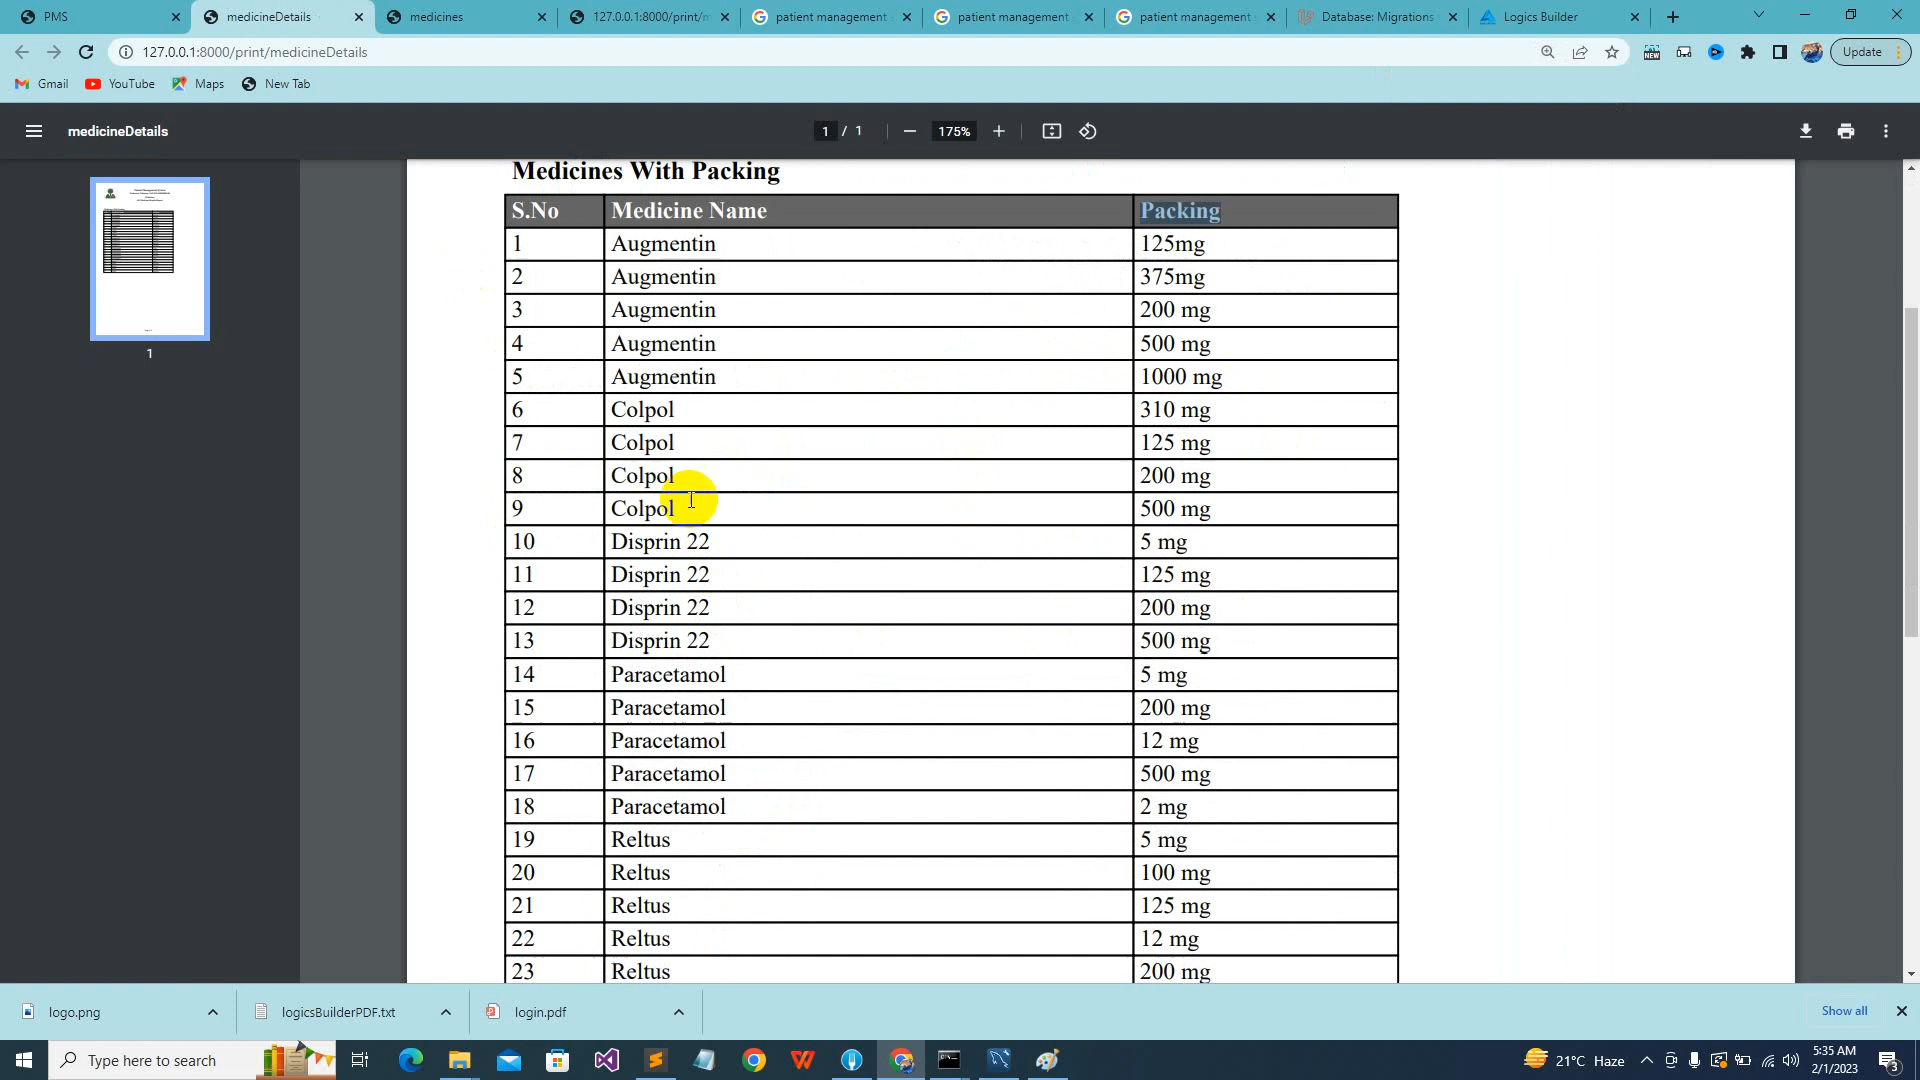 PMS
medicineDetails
medicines
127.0.0.1:8000/print/m
patient management
patient management
patient management
Database: Migrations
Logics Builder
127.0.0.1:8000/print/medicineDetails
NEW
Update
Gmail
YouTube
Maps
New Tab
medicineDetails
1 / 1
175%
1
Medicines With Packing
S.No Medicine Name Packing
1 Augmentin 125mg
2 Augmentin 375mg
3 Augmentin 200 mg
4 Augmentin 500 mg
5 Augmentin 1000 mg
6 Colpol 310 mg
7 Colpol 125 mg
8 Colpol 200 mg
9 Colpol 500 mg
10 Disprin 22 5 mg
11 Disprin 22 125 mg
12 Disprin 22 200 mg
13 Disprin 22 500 mg
14 Paracetamol 5 mg
15 Paracetamol 200 mg
16 Paracetamol 12 mg
17 Paracetamol 500 mg
18 Paracetamol 2 mg
19 Reltus 5 mg
20 Reltus 100 mg
21 Reltus 125 mg
22 Reltus 12 mg
23 Reltus 200 mg
logo.png
logicsBuilderPDF.txt
login.pdf
Show all
Type here to search
21°C Haze
5:35 AM
2/1/2023
3